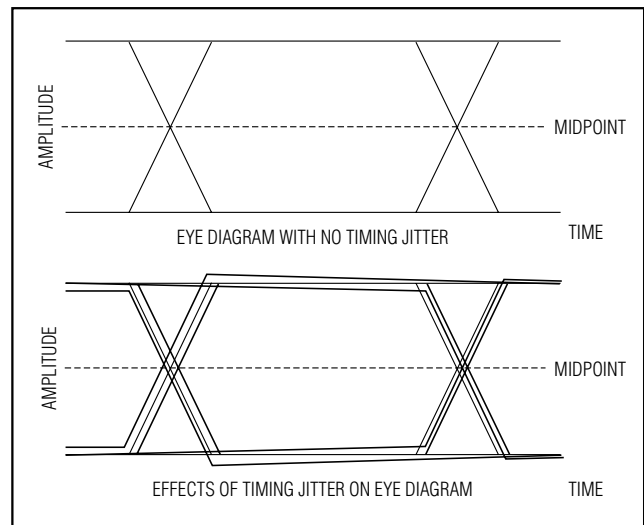 AMPLITUDE
MIDPOINT
EYE DIAGRAM WITH NO TIMING JITTER
TIME
AMPLITUDE
MIDPOINT
EFFECTS OF TIMING JITTER ON EYE DIAGRAM
TIME